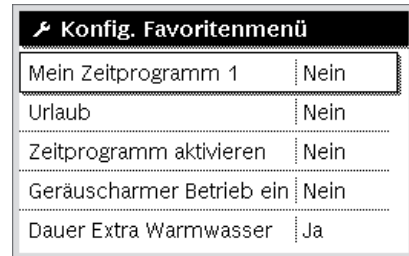 Konfig. Favoritenmenü
Mein Zeitprogramm 1 Nein
Urlaub Nein
Zeitprogramm aktivieren Nein
Geräuscharmer Betrieb ein Nein
Dauer Extra Warmwasser Ja